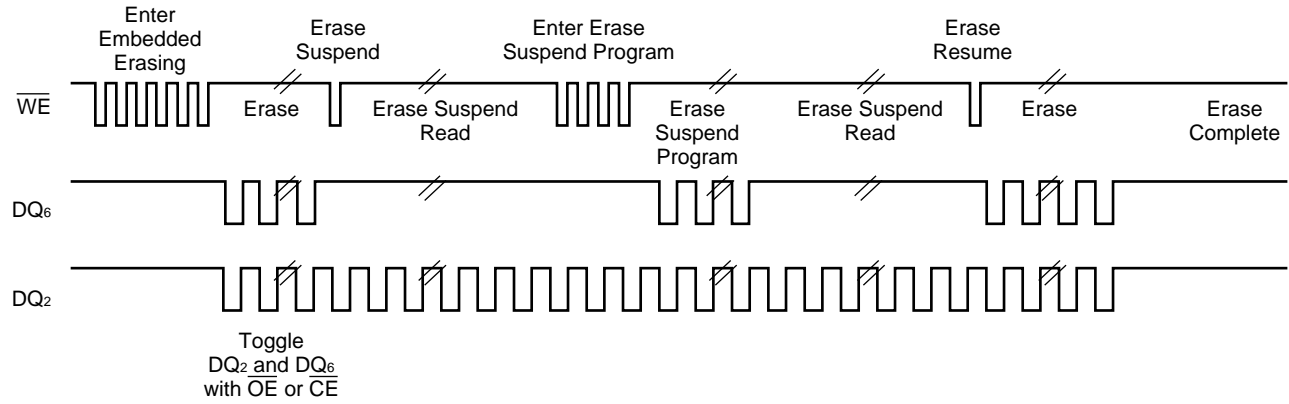 Enter
Embedded
Erasing
Erase
Suspend
Enter Erase
Suspend Program
Erase
Resume
WE
Erase
Erase Suspend
Read
Erase
Suspend
Program
Erase Suspend
Read
Erase
Erase
Complete
DQ6
DQ2
Toggle
DQ2 and DQ6
with OE or CE